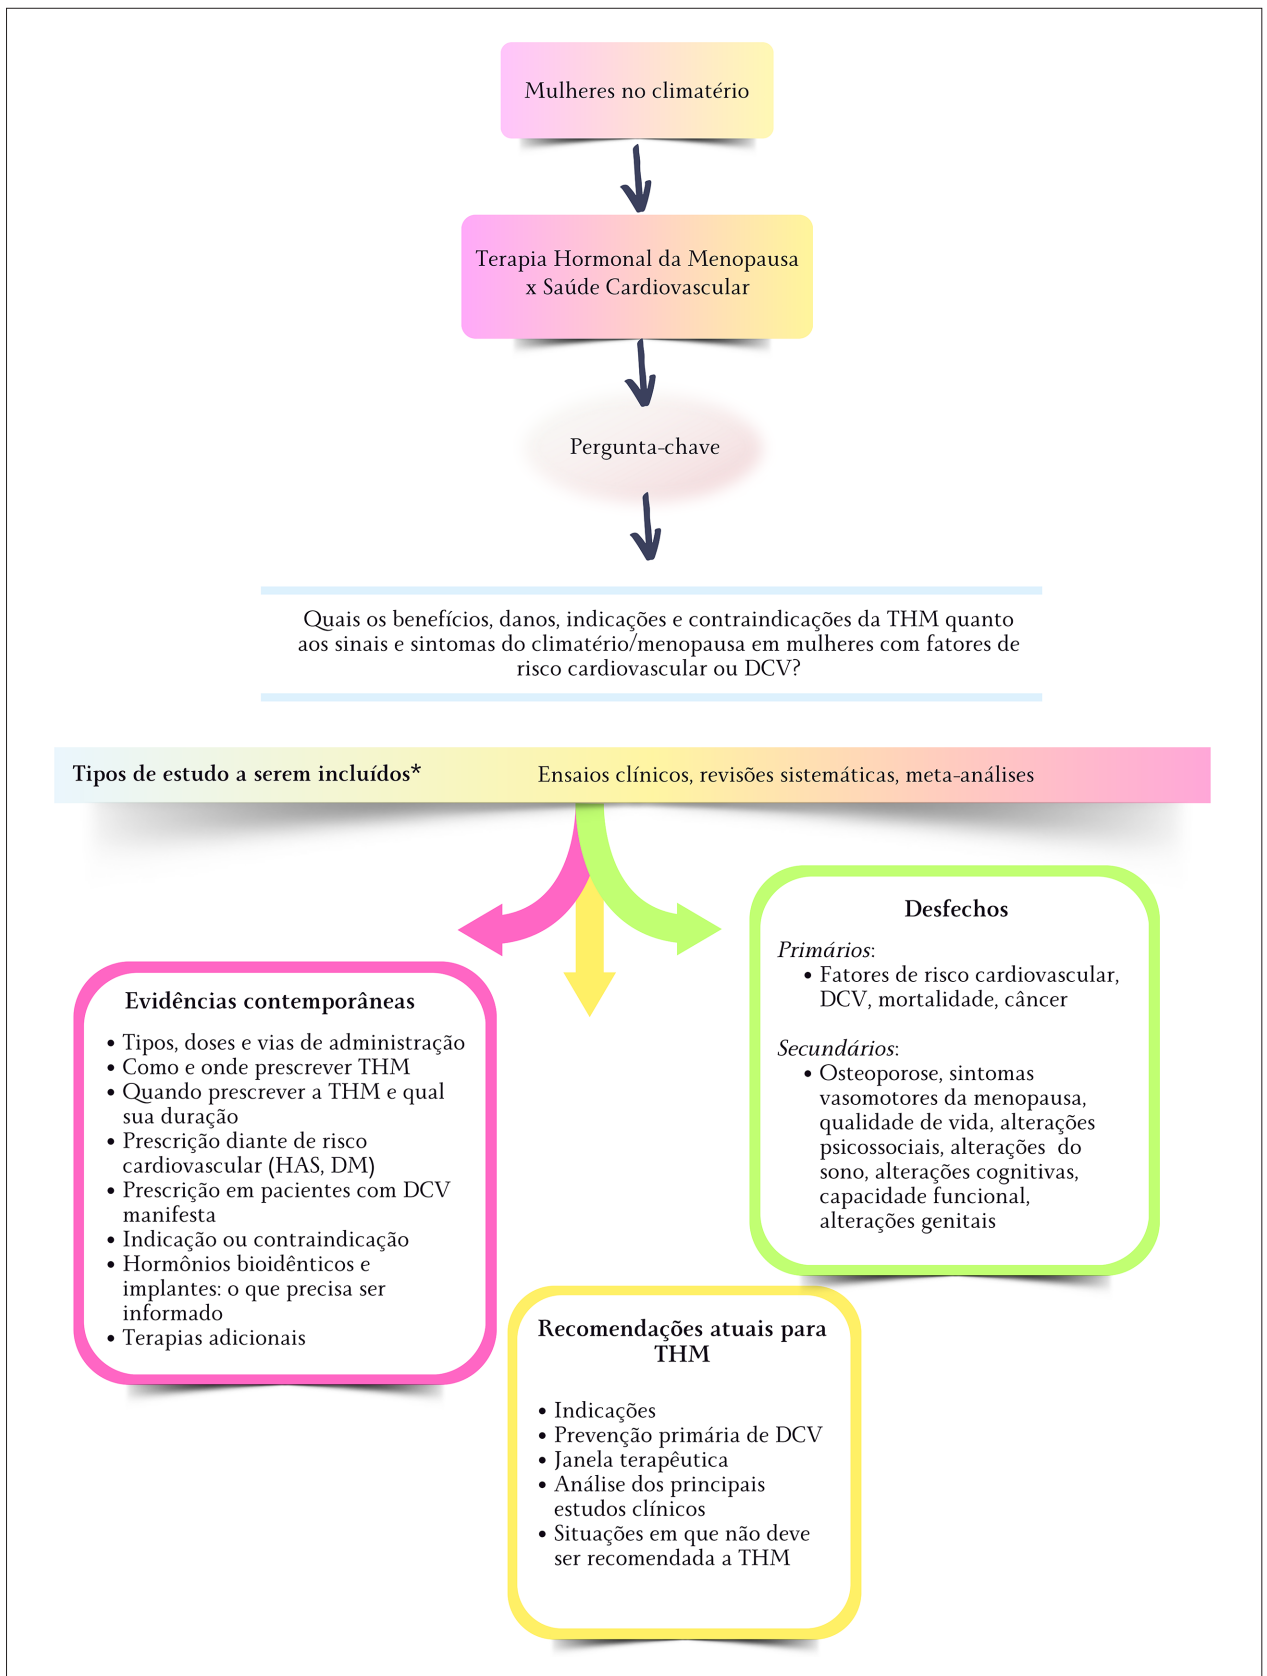 Mulheres no climatério
Terapia Hormonal da Menopausa
x Saúde Cardiovascular
Pergunta-chave
Quais os benefícios, danos, indicações e contraindicações da THM quanto
aos sinais e sintomas do climatério/menopausa em mulheres com fatores de
risco cardiovascular ou DCV?
Tipos de estudo a serem incluídos* Ensaios clínicos, revisões sistemáticas, meta-análises
Evidências contemporâneas
• Tipos, doses e vias de administração
• Como e onde prescrever THM
• Quando prescrever a THM e qual
sua duração
• Prescrição diante de risco
cardiovascular (HAS, DM)
• Prescrição em pacientes com DCV
manifesta
• Indicação ou contraindicação
• Hormônios bioidênticos e
implantes: o que precisa ser
informado
• Terapias adicionais
Desfechos
Primários:
• Fatores de risco cardiovascular,
DCV, mortalidade, câncer
Secundários:
• Osteoporose, sintomas
vasomotores da menopausa,
qualidade de vida, alterações
psicossociais, alterações do
sono, alterações cognitivas,
capacidade funcional,
alterações genitais
Recomendações atuais para
THM
• Indicações
• Prevenção primária de DCV
• Janela terapêutica
• Análise dos principais
estudos clínicos
• Situações em que não deve
ser recomendada a THM